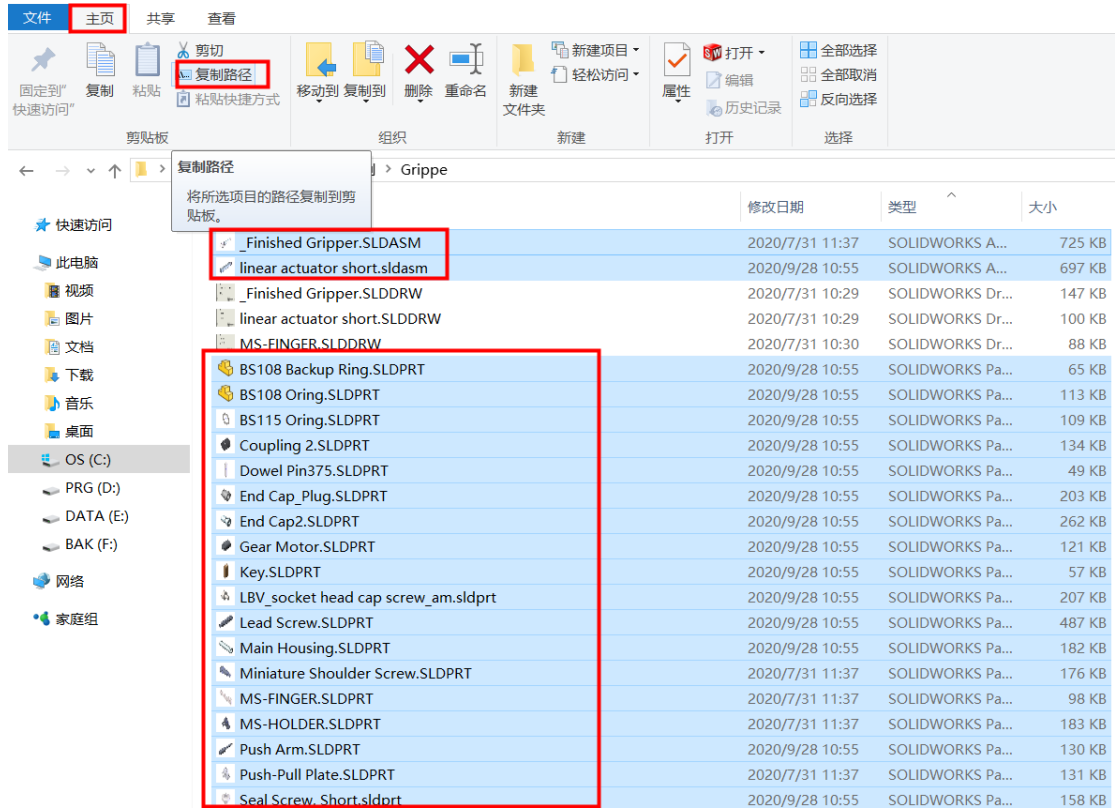 文件 主页 共享 查看
剪切
复制路径
粘贴快捷方式
固定到"快速访问"
复制
粘贴
剪贴板
移动到 复制到 删除 重命名
组织
新建文件夹
新建项目
轻松访问
新建
属性
打开
编辑
历史记录
打开
全部选择
全部取消
反向选择
选择
Grippe
复制路径
将所选项目的路径复制到剪
贴板。
修改日期 类型 大小
快速访问
此电脑
视频
图片
文档
下载
音乐
桌面
OS (C:)
PRG (D:)
DATA (E:)
BAK (F:)
网络
家庭组
_Finished Gripper.SLDASM 2020/7/31 11:37 SOLIDWORKS A... 725 KB
linear actuator short.sldasm 2020/9/28 10:55 SOLIDWORKS A... 697 KB
_Finished Gripper.SLDDRW 2020/7/31 10:29 SOLIDWORKS Dr... 147 KB
linear actuator short.SLDDRW 2020/7/31 10:29 SOLIDWORKS Dr... 100 KB
MS-FINGER.SLDDRW 2020/7/31 10:30 SOLIDWORKS Dr... 88 KB
BS108 Backup Ring.SLDPRT 2020/9/28 10:55 SOLIDWORKS Pa... 65 KB
BS108 Oring.SLDPRT 2020/9/28 10:55 SOLIDWORKS Pa... 113 KB
BS115 Oring.SLDPRT 2020/9/28 10:55 SOLIDWORKS Pa... 109 KB
Coupling 2.SLDPRT 2020/9/28 10:55 SOLIDWORKS Pa... 134 KB
Dowel Pin375.SLDPRT 2020/9/28 10:55 SOLIDWORKS Pa... 49 KB
End Cap_Plug.SLDPRT 2020/9/28 10:55 SOLIDWORKS Pa... 203 KB
End Cap2.SLDPRT 2020/9/28 10:55 SOLIDWORKS Pa... 262 KB
Gear Motor.SLDPRT 2020/9/28 10:55 SOLIDWORKS Pa... 121 KB
Key.SLDPRT 2020/9/28 10:55 SOLIDWORKS Pa... 57 KB
LBV_socket head cap screw_am.sldprt 2020/9/28 10:55 SOLIDWORKS Pa... 207 KB
Lead Screw.SLDPRT 2020/9/28 10:55 SOLIDWORKS Pa... 487 KB
Main Housing.SLDPRT 2020/9/28 10:55 SOLIDWORKS Pa... 182 KB
Miniature Shoulder Screw.SLDPRT 2020/7/31 11:37 SOLIDWORKS Pa... 176 KB
MS-FINGER.SLDPRT 2020/7/31 11:37 SOLIDWORKS Pa... 98 KB
MS-HOLDER.SLDPRT 2020/7/31 11:37 SOLIDWORKS Pa... 183 KB
Push Arm.SLDPRT 2020/9/28 10:55 SOLIDWORKS Pa... 130 KB
Push-Pull Plate.SLDPRT 2020/7/31 11:37 SOLIDWORKS Pa... 131 KB
Seal Screw, Short.sldprt 2020/9/28 10:55 SOLIDWORKS Pa... 158 KB